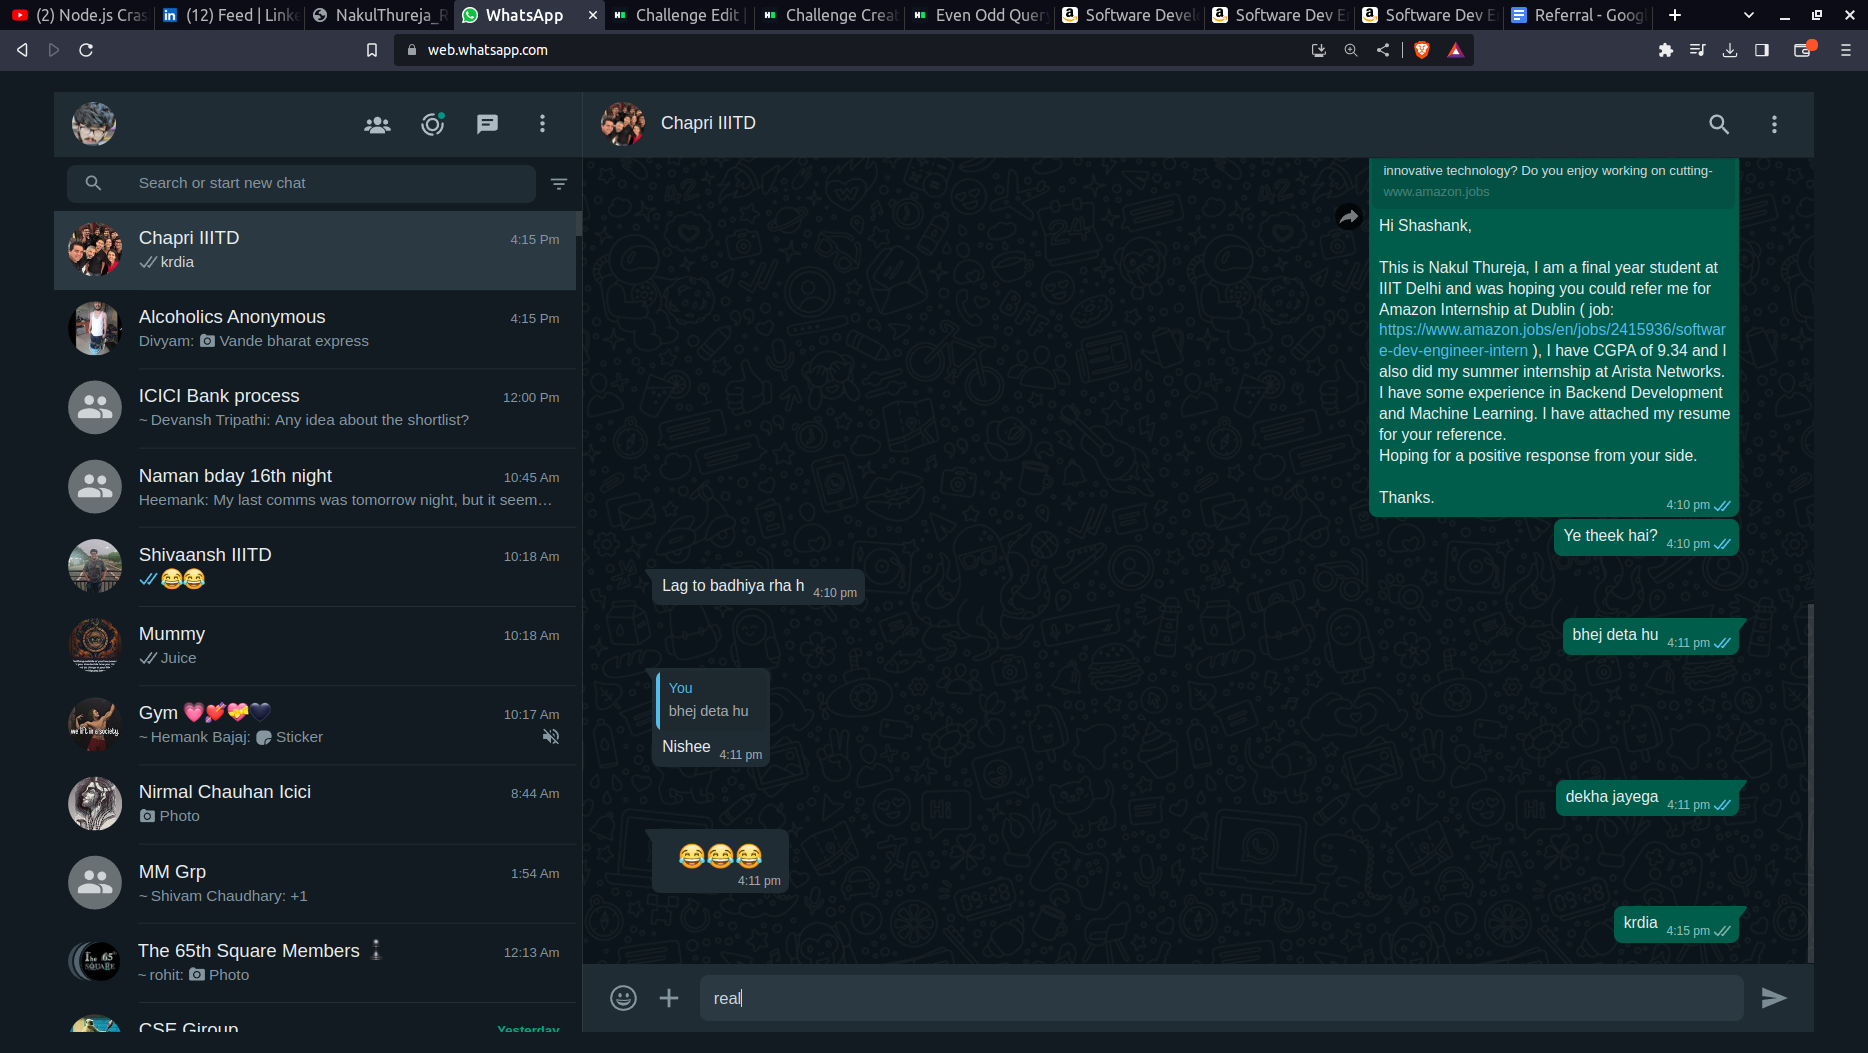 (2) Node.js Cras
(12) Feed | Linke
NakulThureja_R
WhatsApp
Challenge Edit |
Challenge Creat
Even Odd Query
Software Develo
Software Dev En
Software Dev En
Referral - Googl
web.whatsapp.com
Chapri IIITD
Search or start new chat
Chapri IIITD 4:15 Pm
krdia
Alcoholics Anonymous 4:15 PM
Divyam: Vande bharat express
ICICI Bank process 12:00 Pm
~ Devansh Tripathi: Any idea about the shortlist?
Naman bday 16th night 10:45 Am
Heemank: My last comms was tomorrow night, but it seem…
Shivaansh IIITD 10:18 Am
😂😂
Mummy 10:18 Am
Juice
Gym 💗💘💝🖤 10:17 Am
~ Hemank Bajaj: Sticker
Nirmal Chauhan Icici 8:44 Am
Photo
MM Grp 1:54 Am
~ Shivam Chaudhary: +1
The 65th Square Members 12:13 Am
~ rohit: Photo
CSE Giroup Yesterday
innovative technology? Do you enjoy working on cutting-
www.amazon.jobs
Hi Shashank,
This is Nakul Thureja, I am a final year student at
IIIT Delhi and was hoping you could refer me for
Amazon Internship at Dublin ( job:
https://www.amazon.jobs/en/jobs/2415936/softwar
e-dev-engineer-intern ), I have CGPA of 9.34 and I
also did my summer internship at Arista Networks.
I have some experience in Backend Development
and Machine Learning. I have attached my resume
for your reference.
Hoping for a positive response from your side.
Thanks.
4:10 pm
Ye theek hai? 4:10 pm
Lag to badhiya rha h 4:10 pm
bhej deta hu 4:11 pm
You
bhej deta hu
Nishee 4:11 pm
dekha jayega 4:11 pm
😂😂😂
4:11 pm
krdia 4:15 pm
real